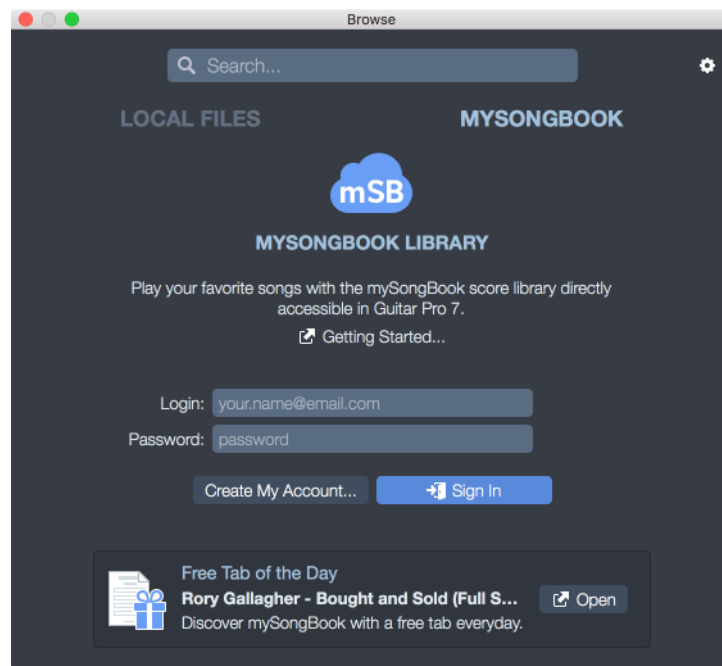 Browse
Search...
LOCAL FILES
MYSONGBOOK
mSB
MYSONGBOOK LIBRARY
Play your favorite songs with the mySongBook score library directly
accessible in Guitar Pro 7.
Getting Started...
Login: your.name@email.com
Password: password
Create My Account...
Sign In
Free Tab of the Day
Rory Gallagher - Bought and Sold (Full S...
Open
Discover mySongBook with a free tab everyday.